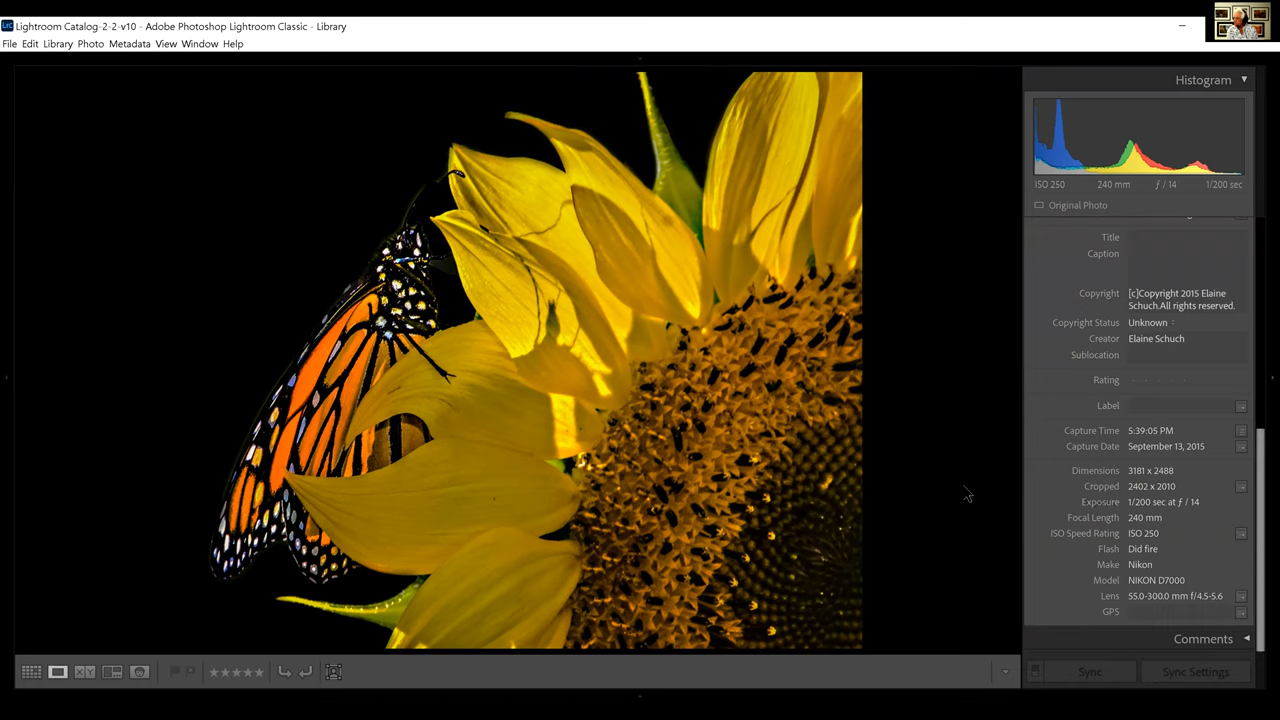 LrC Lightroom Catalog-2-2-v10 - Adobe Photoshop Lightroom Classic - Library
File Edit Library Photo Metadata View Window Help
Histogram
ISO 250 240 mm ƒ / 14 1/200 sec
Original Photo
Title
Caption
Copyright [c]Copyright 2015 Elaine
Schuch.All rights reserved.
Copyright Status Unknown
Creator Elaine Schuch
Sublocation
Rating
Label
Capture Time 5:39:05 PM
Capture Date September 13, 2015
Dimensions 3181 x 2488
Cropped 2402 x 2010
Exposure 1/200 sec at ƒ / 14
Focal Length 240 mm
ISO Speed Rating ISO 250
Flash Did fire
Make Nikon
Model NIKON D7000
Lens 55.0-300.0 mm f/4.5-5.6
GPS
Comments
XY
Sync Sync Settings